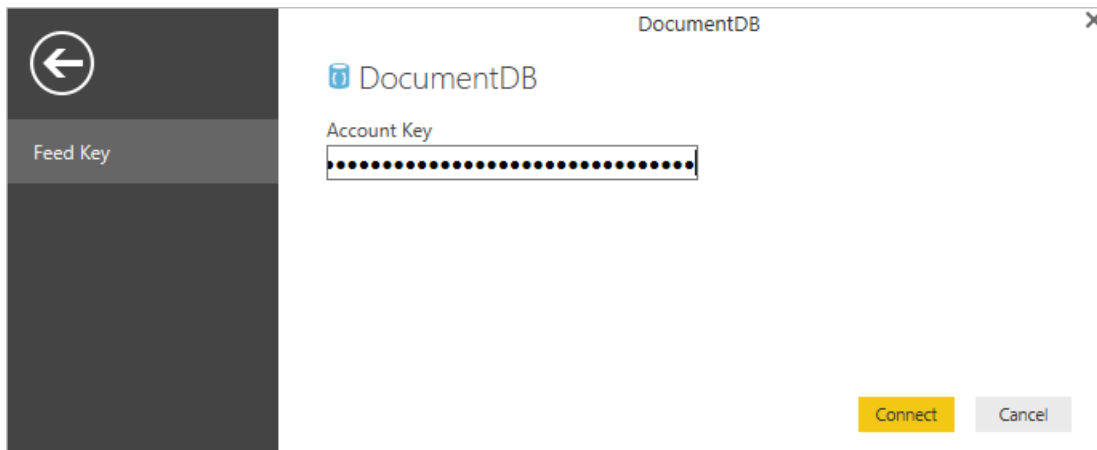 DocumentDB
DocumentDB
Account Key
Feed Key
Connect
Cancel